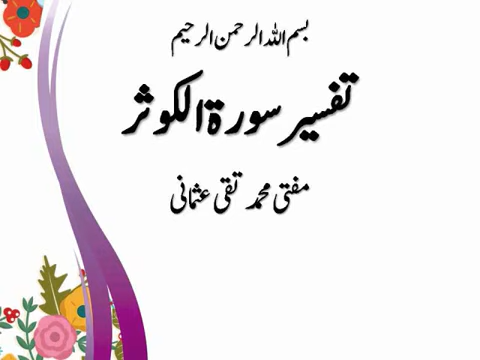 بسم اللہ الرحمن الرحیم
تفسیر سورۃ الکوثر
مفتی محمد تقی عثمانی